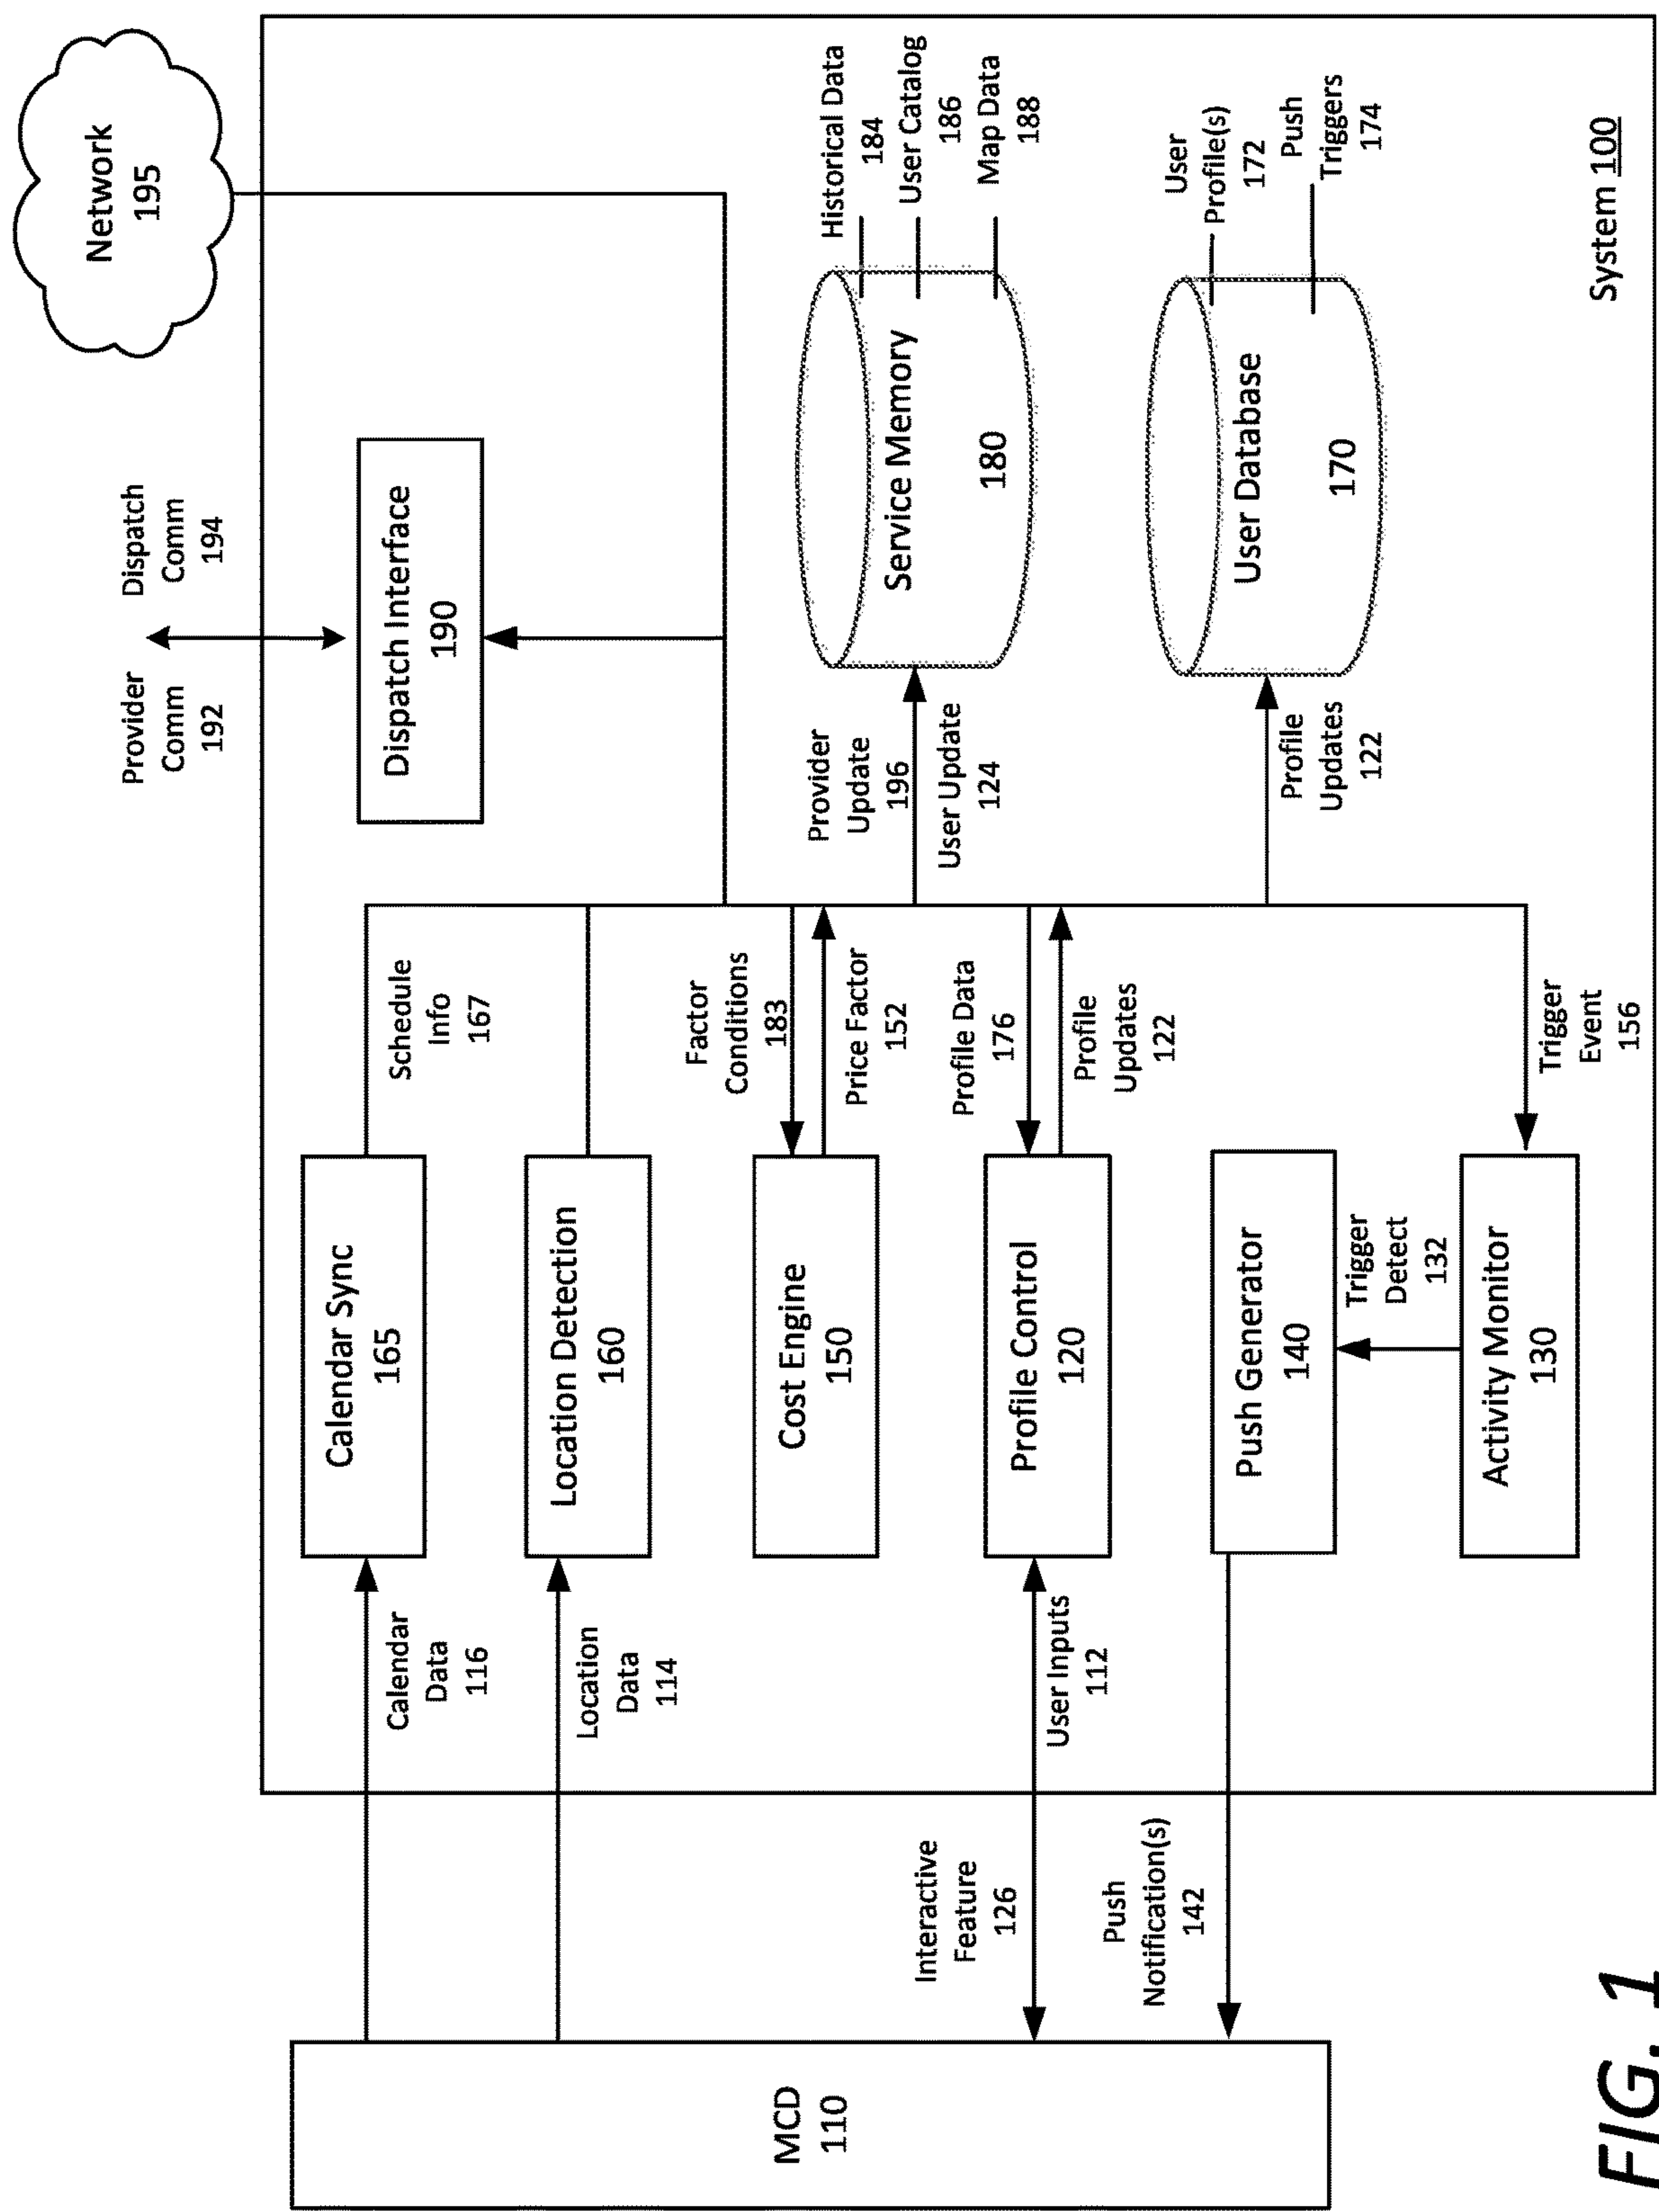 MCD
110
Calendar
Data
116
Location
Data
114
Interactive
Feature
126
User Inputs
112
Push
Notification(s)
142
Calendar Sync
165
Location Detection
160
Cost Engine
150
Profile Control
120
Push Generator
140
Trigger
Detect
132
Activity Monitor
130
Schedule
Info
167
Factor
Conditions
183
Price Factor
152
Profile Data
176
Profile
Updates
122
Trigger
Event
156
Provider
Comm
192
Dispatch
Comm
194
Dispatch Interface
190
Network
195
Provider
Update
196
User Update
124
Service Memory
180
Historical Data
184
User Catalog
186
Map Data
188
Profile
Updates
122
User Database
170
User
Profile(s)
172
Push
Triggers
174
System 100
FIG. 1